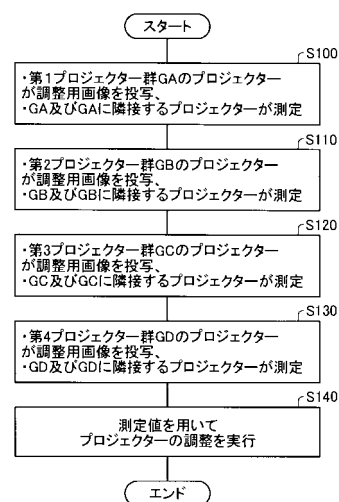 スタート
S100
・第1プロジェクター群GAのプロジェクター
が調整用画像を投写、
・GA及びGAに隣接するプロジェクターが測定
S110
・第2プロジェクター群GBのプロジェクター
が調整用画像を投写、
・GB及びGBに隣接するプロジェクターが測定
S120
・第3プロジェクター群GCのプロジェクター
が調整用画像を投写、
・GC及びGCに隣接するプロジェクターが測定
S130
・第4プロジェクター群GDのプロジェクター
が調整用画像を投写、
・GD及びGDに隣接するプロジェクターが測定
S140
測定値を用いて
プロジェクターの調整を実行
エンド